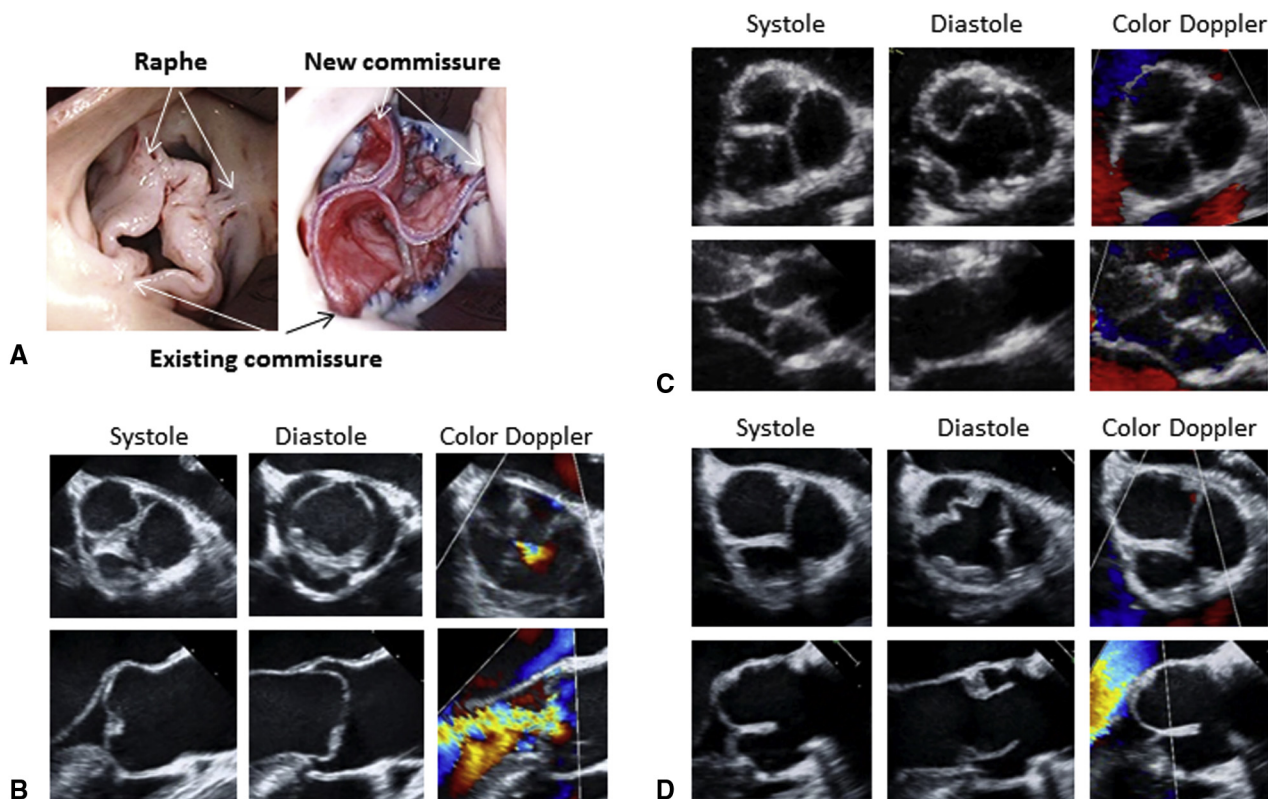 Raphe
New commissure
Existing commissure
A
Systole
Diastole
Color Doppler
B
Systole
Diastole
Color Doppler
C
Systole
Diastole
Color Doppler
D